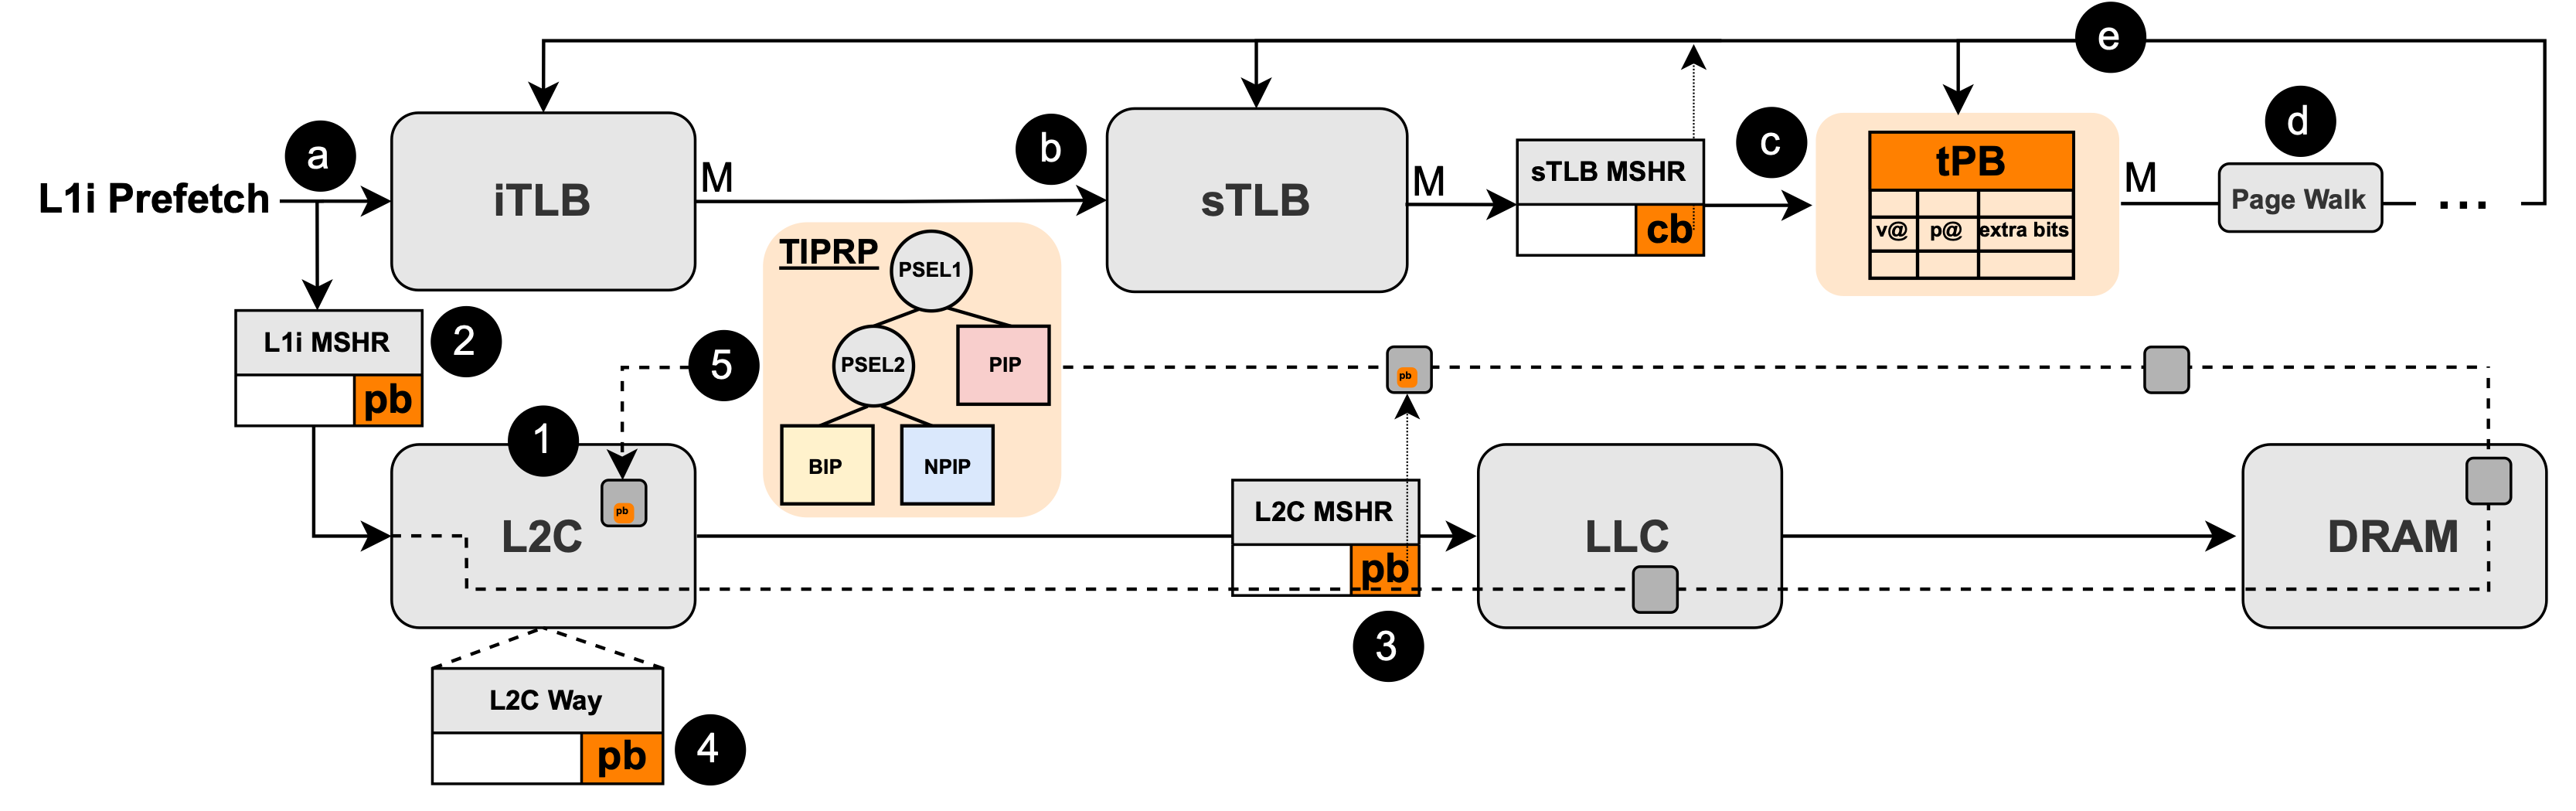 e
a
L1i Prefetch
iTLB
M
b
sTLB
M
sTLB MSHR
cb
c
tPB
v@ p@ extra bits
M
d
Page Walk
...
L1i MSHR
pb
2
5
TIPRP
PSEL1
PSEL2
PIP
BIP
NPIP
pb
1
L2C
pb
L2C MSHR
pb
3
LLC
DRAM
L2C Way
pb
4